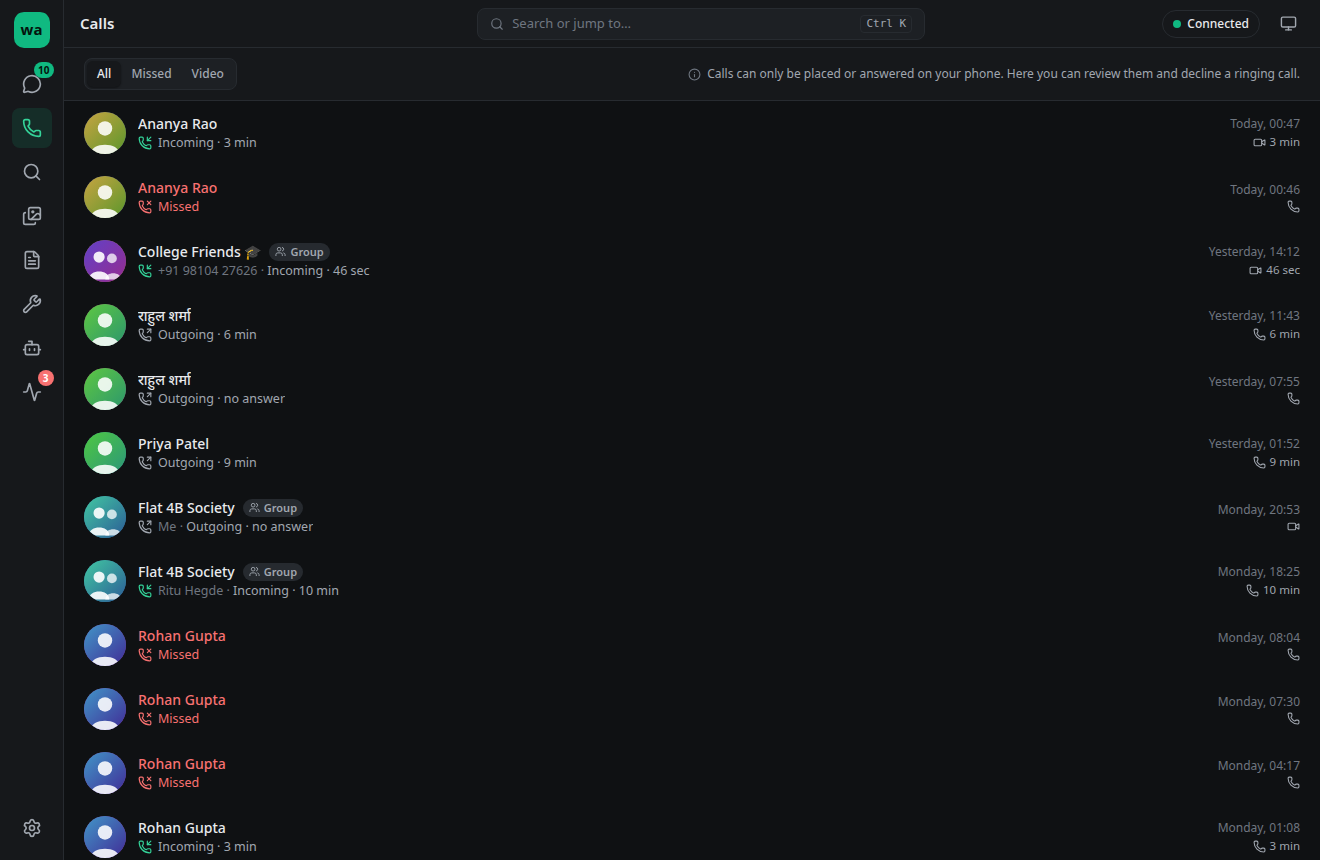 wa
Calls
Search or jump to...
Ctrl K
Connected
10
All
Missed
Video
Calls can only be placed or answered on your phone. Here you can review them and decline a ringing call.
Ananya Rao
Today, 00:47
Incoming · 3 min
3 min
Ananya Rao
Today, 00:46
Missed
College Friends 🎓 Group
Yesterday, 14:12
+91 98104 27626 · Incoming · 46 sec
46 sec
राहुल शर्मा
Yesterday, 11:43
Outgoing · 6 min
6 min
राहुल शर्मा
Yesterday, 07:55
Outgoing · no answer
3
Priya Patel
Yesterday, 01:52
Outgoing · 9 min
9 min
Flat 4B Society Group
Monday, 20:53
Me · Outgoing · no answer
Flat 4B Society Group
Monday, 18:25
Ritu Hegde · Incoming · 10 min
10 min
Rohan Gupta
Monday, 08:04
Missed
Rohan Gupta
Monday, 07:30
Missed
Rohan Gupta
Monday, 04:17
Missed
Rohan Gupta
Monday, 01:08
Incoming · 3 min
3 min